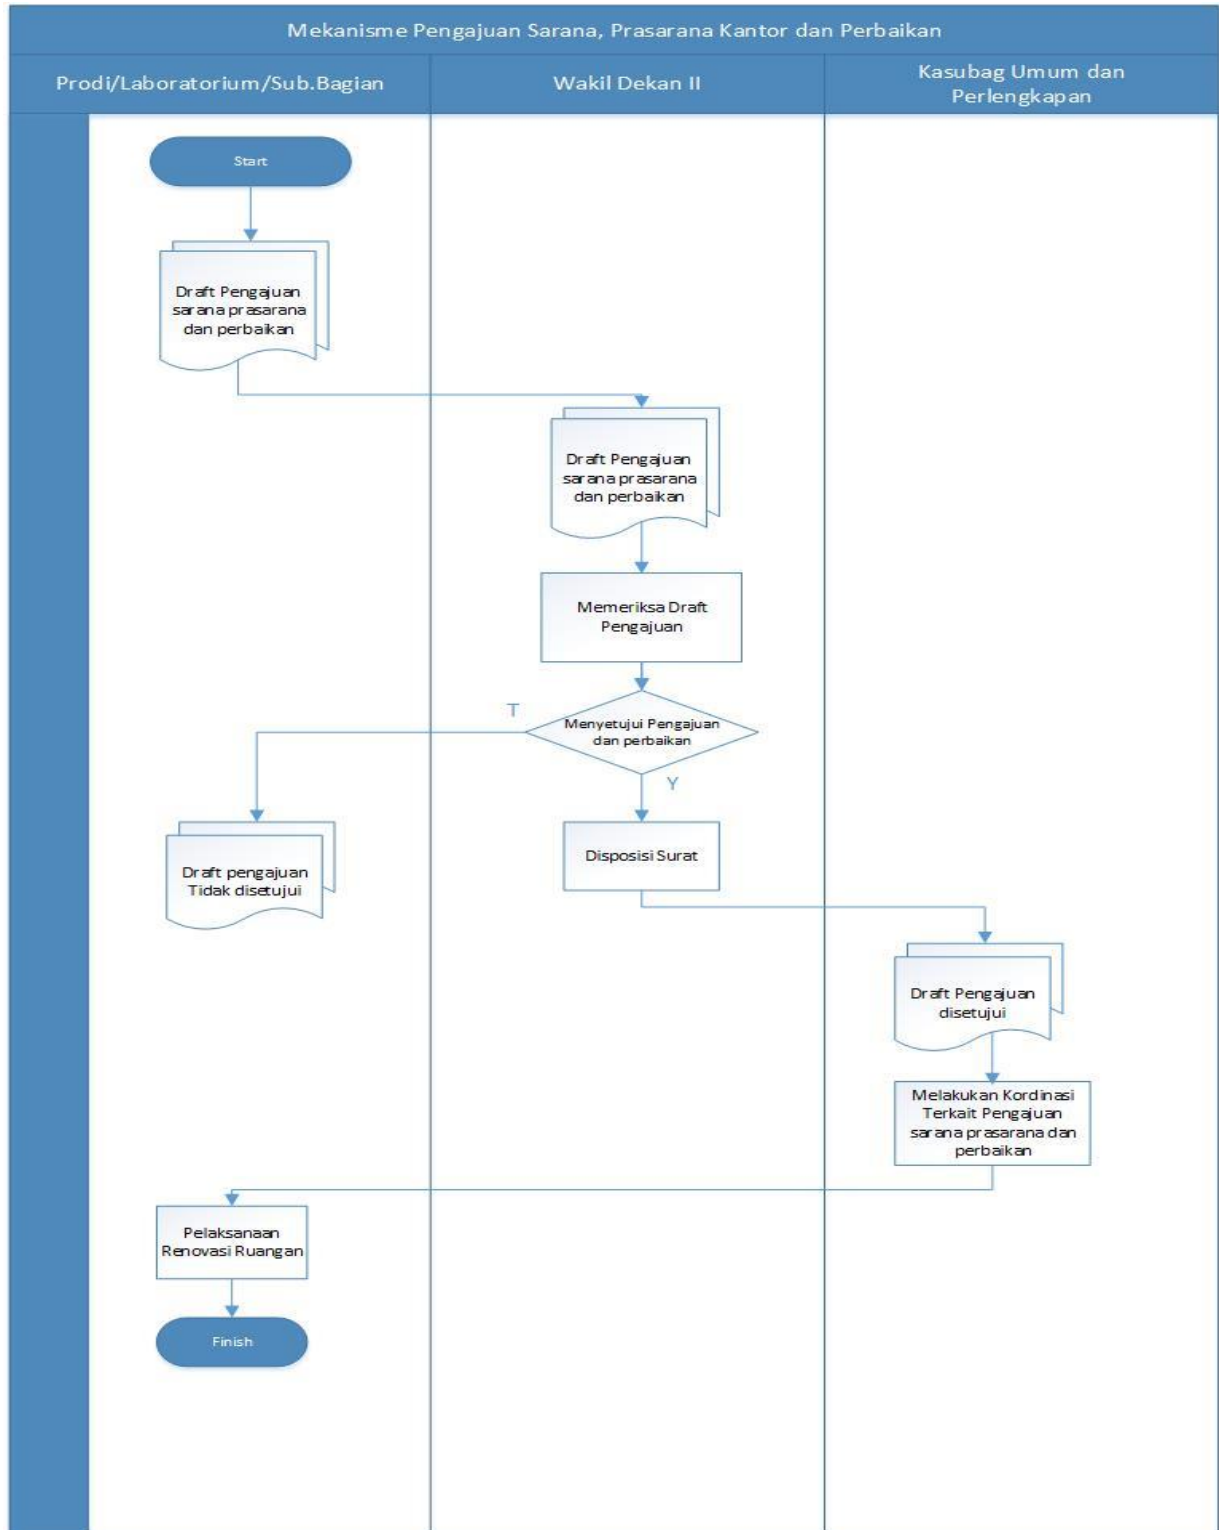 Mekanisme Pengajuan Sarana, Prasarana Kantor dan Perbaikan
Prodi/Laboratorium/Sub.Bagian
Wakil Dekan II
Kasubag Umum dan
Perlengkapan
Start
Draft Pengajuan
sarana prasarana
dan perbaikan
Draft Pengajuan
sarana prasarana
dan perbaikan
Memeriksa Draft
Pengajuan
Menyetujui Pengajuan
dan perbaikan
T
Y
Draft pengajuan
Tidak disetujui
Disposisi Surat
Draft Pengajuan
disetujui
Melakukan Kordinasi
Terkait Pengajuan
sarana prasarana dan
perbaikan
Pelaksanaan
Renovasi Ruangan
Finish